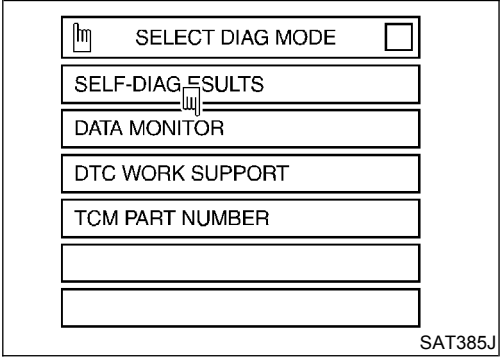 SELECT DIAG MODE
SELF-DIAG ESULTS
DATA MONITOR
DTC WORK SUPPORT
TCM PART NUMBER
SAT385J